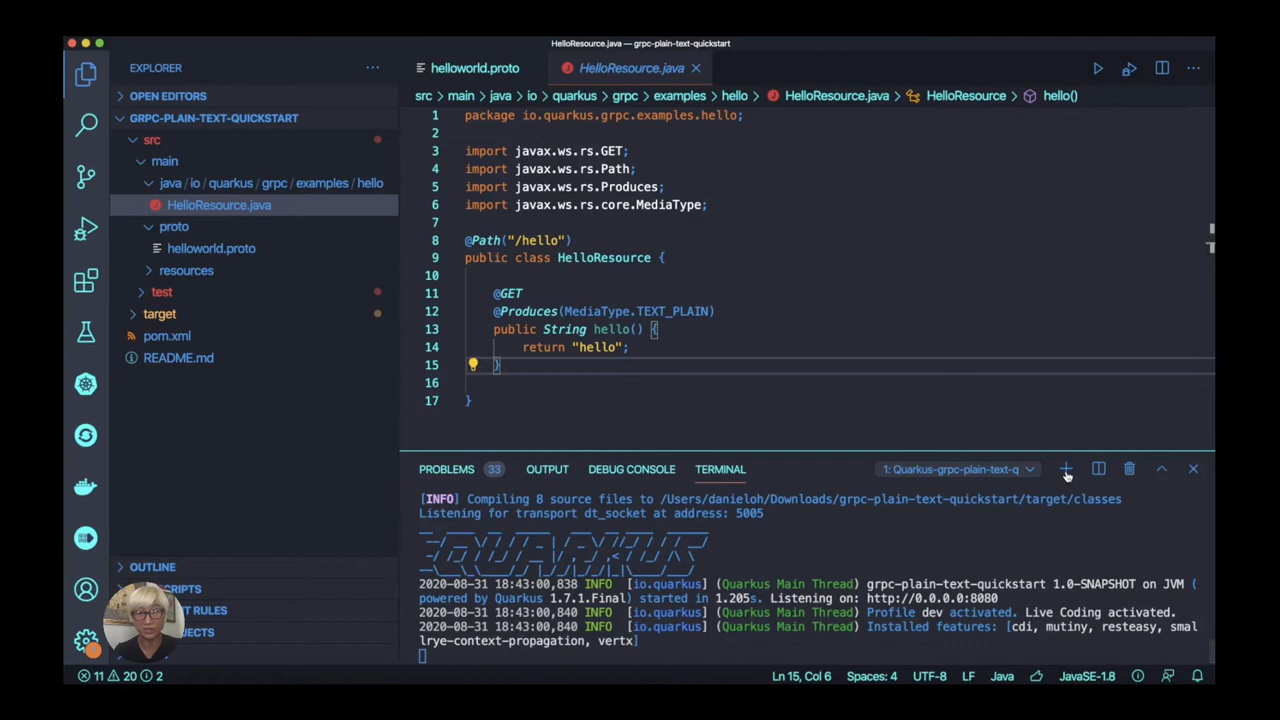 HelloResource.java — grpc-plain-text-quickstart
EXPLORER
OPEN EDITORS
GRPC-PLAIN-TEXT-QUICKSTART
src
main
java / io / quarkus / grpc / examples / hello
HelloResource.java
proto
helloworld.proto
resources
test
target
pom.xml
README.md
OUTLINE
helloworld.proto
HelloResource.java
src > main > java > io > quarkus > grpc > examples > hello > HelloResource.java > HelloResource > hello()
1 package io.quarkus.grpc.examples.hello;
2
3 import javax.ws.rs.GET;
4 import javax.ws.rs.Path;
5 import javax.ws.rs.Produces;
6 import javax.ws.rs.core.MediaType;
7
8 @Path("/hello")
9 public class HelloResource {
10
11 @GET
12 @Produces(MediaType.TEXT_PLAIN)
13 public String hello() {
14 return "hello";
15 }
16
17 }
PROBLEMS 33 OUTPUT DEBUG CONSOLE TERMINAL 1: Quarkus-grpc-plain-text-q
[INFO] Compiling 8 source files to /Users/danieloh/Downloads/grpc-plain-text-quickstart/target/classes
Listening for transport dt_socket at address: 5005
QUARKUS
2020-08-31 18:43:00,838 INFO [io.quarkus] (Quarkus Main Thread) grpc-plain-text-quickstart 1.0-SNAPSHOT on JVM (
powered by Quarkus 1.7.1.Final) started in 1.205s. Listening on: http://0.0.0.0:8080
2020-08-31 18:43:00,840 INFO [io.quarkus] (Quarkus Main Thread) Profile dev activated. Live Coding activated.
2020-08-31 18:43:00,840 INFO [io.quarkus] (Quarkus Main Thread) Installed features: [cdi, mutiny, resteasy, smal
lrye-context-propagation, vertx]
11 20 2
Ln 15, Col 6 Spaces: 4 UTF-8 LF Java JavaSE-1.8